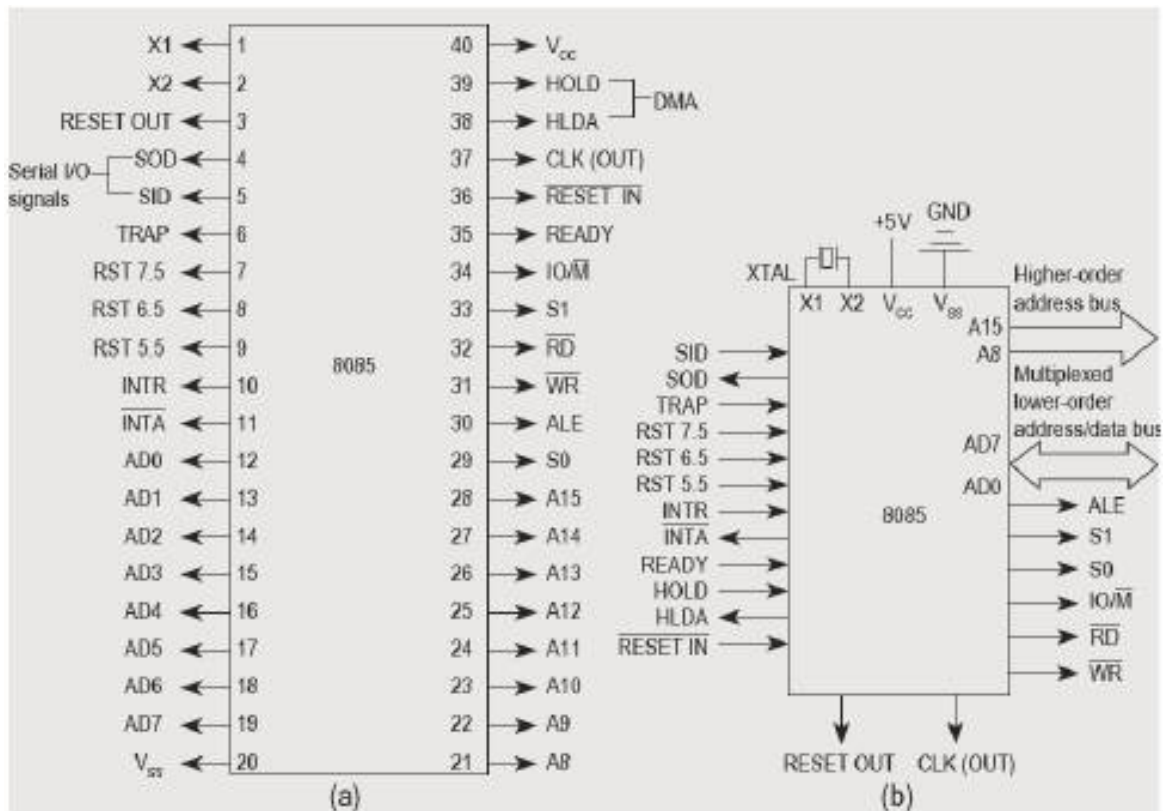 X1 1 40 Vcc
X2 2 39 HOLD
DMA
RESET OUT 3 38 HLDA
Serial I/O
signals
SOD 4 37 CLK (OUT)
SID 5 36 RESET IN
TRAP 6 35 READY
RST 7.5 7 34 IO/M
RST 6.5 8 33 S1
RST 5.5 9 32 RD
8085
INTR 10 31 WR
INTA 11 30 ALE
AD0 12 29 S0
AD1 13 28 A15
AD2 14 27 A14
AD3 15 26 A13
AD4 16 25 A12
AD5 17 24 A11
AD6 18 23 A10
AD7 19 22 A9
Vss 20 21 A8
(a)
+5V GND
XTAL
X1 X2 Vcc Vss
Higher-order
address bus
A15
A8
Multiplexed
lower-order
address/data bus
AD7
AD0
SID
SOD
TRAP
RST 7.5
RST 6.5
RST 5.5
INTR
INTA
READY
HOLD
HLDA
RESET IN
8085
ALE
S1
S0
IO/M
RD
WR
RESET OUT CLK (OUT)
(b)